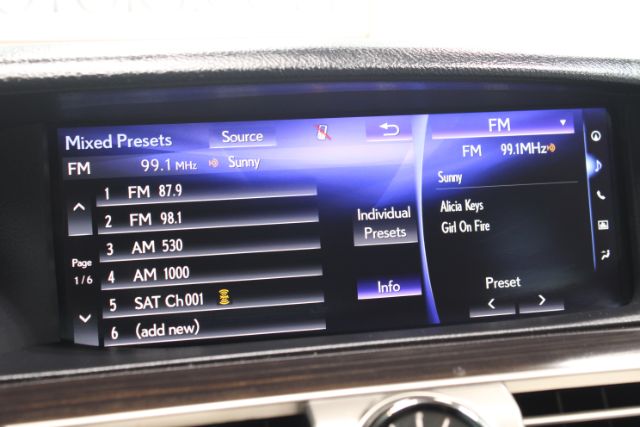 Mixed Presets
Source
FM 99.1 MHz Sunny
1 FM 87.9
2 FM 98.1
3 AM 530
4 AM 1000
5 SAT Ch001
6 (add new)
Page
1/6
Individual
Presets
Info
FM
FM 99.1MHz
Sunny
Alicia Keys
Girl On Fire
Preset